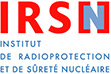 IRSN
INSTITUT
DE RADIOPROTECTION
ET DE SÛRETÉ NUCLÉAIRE